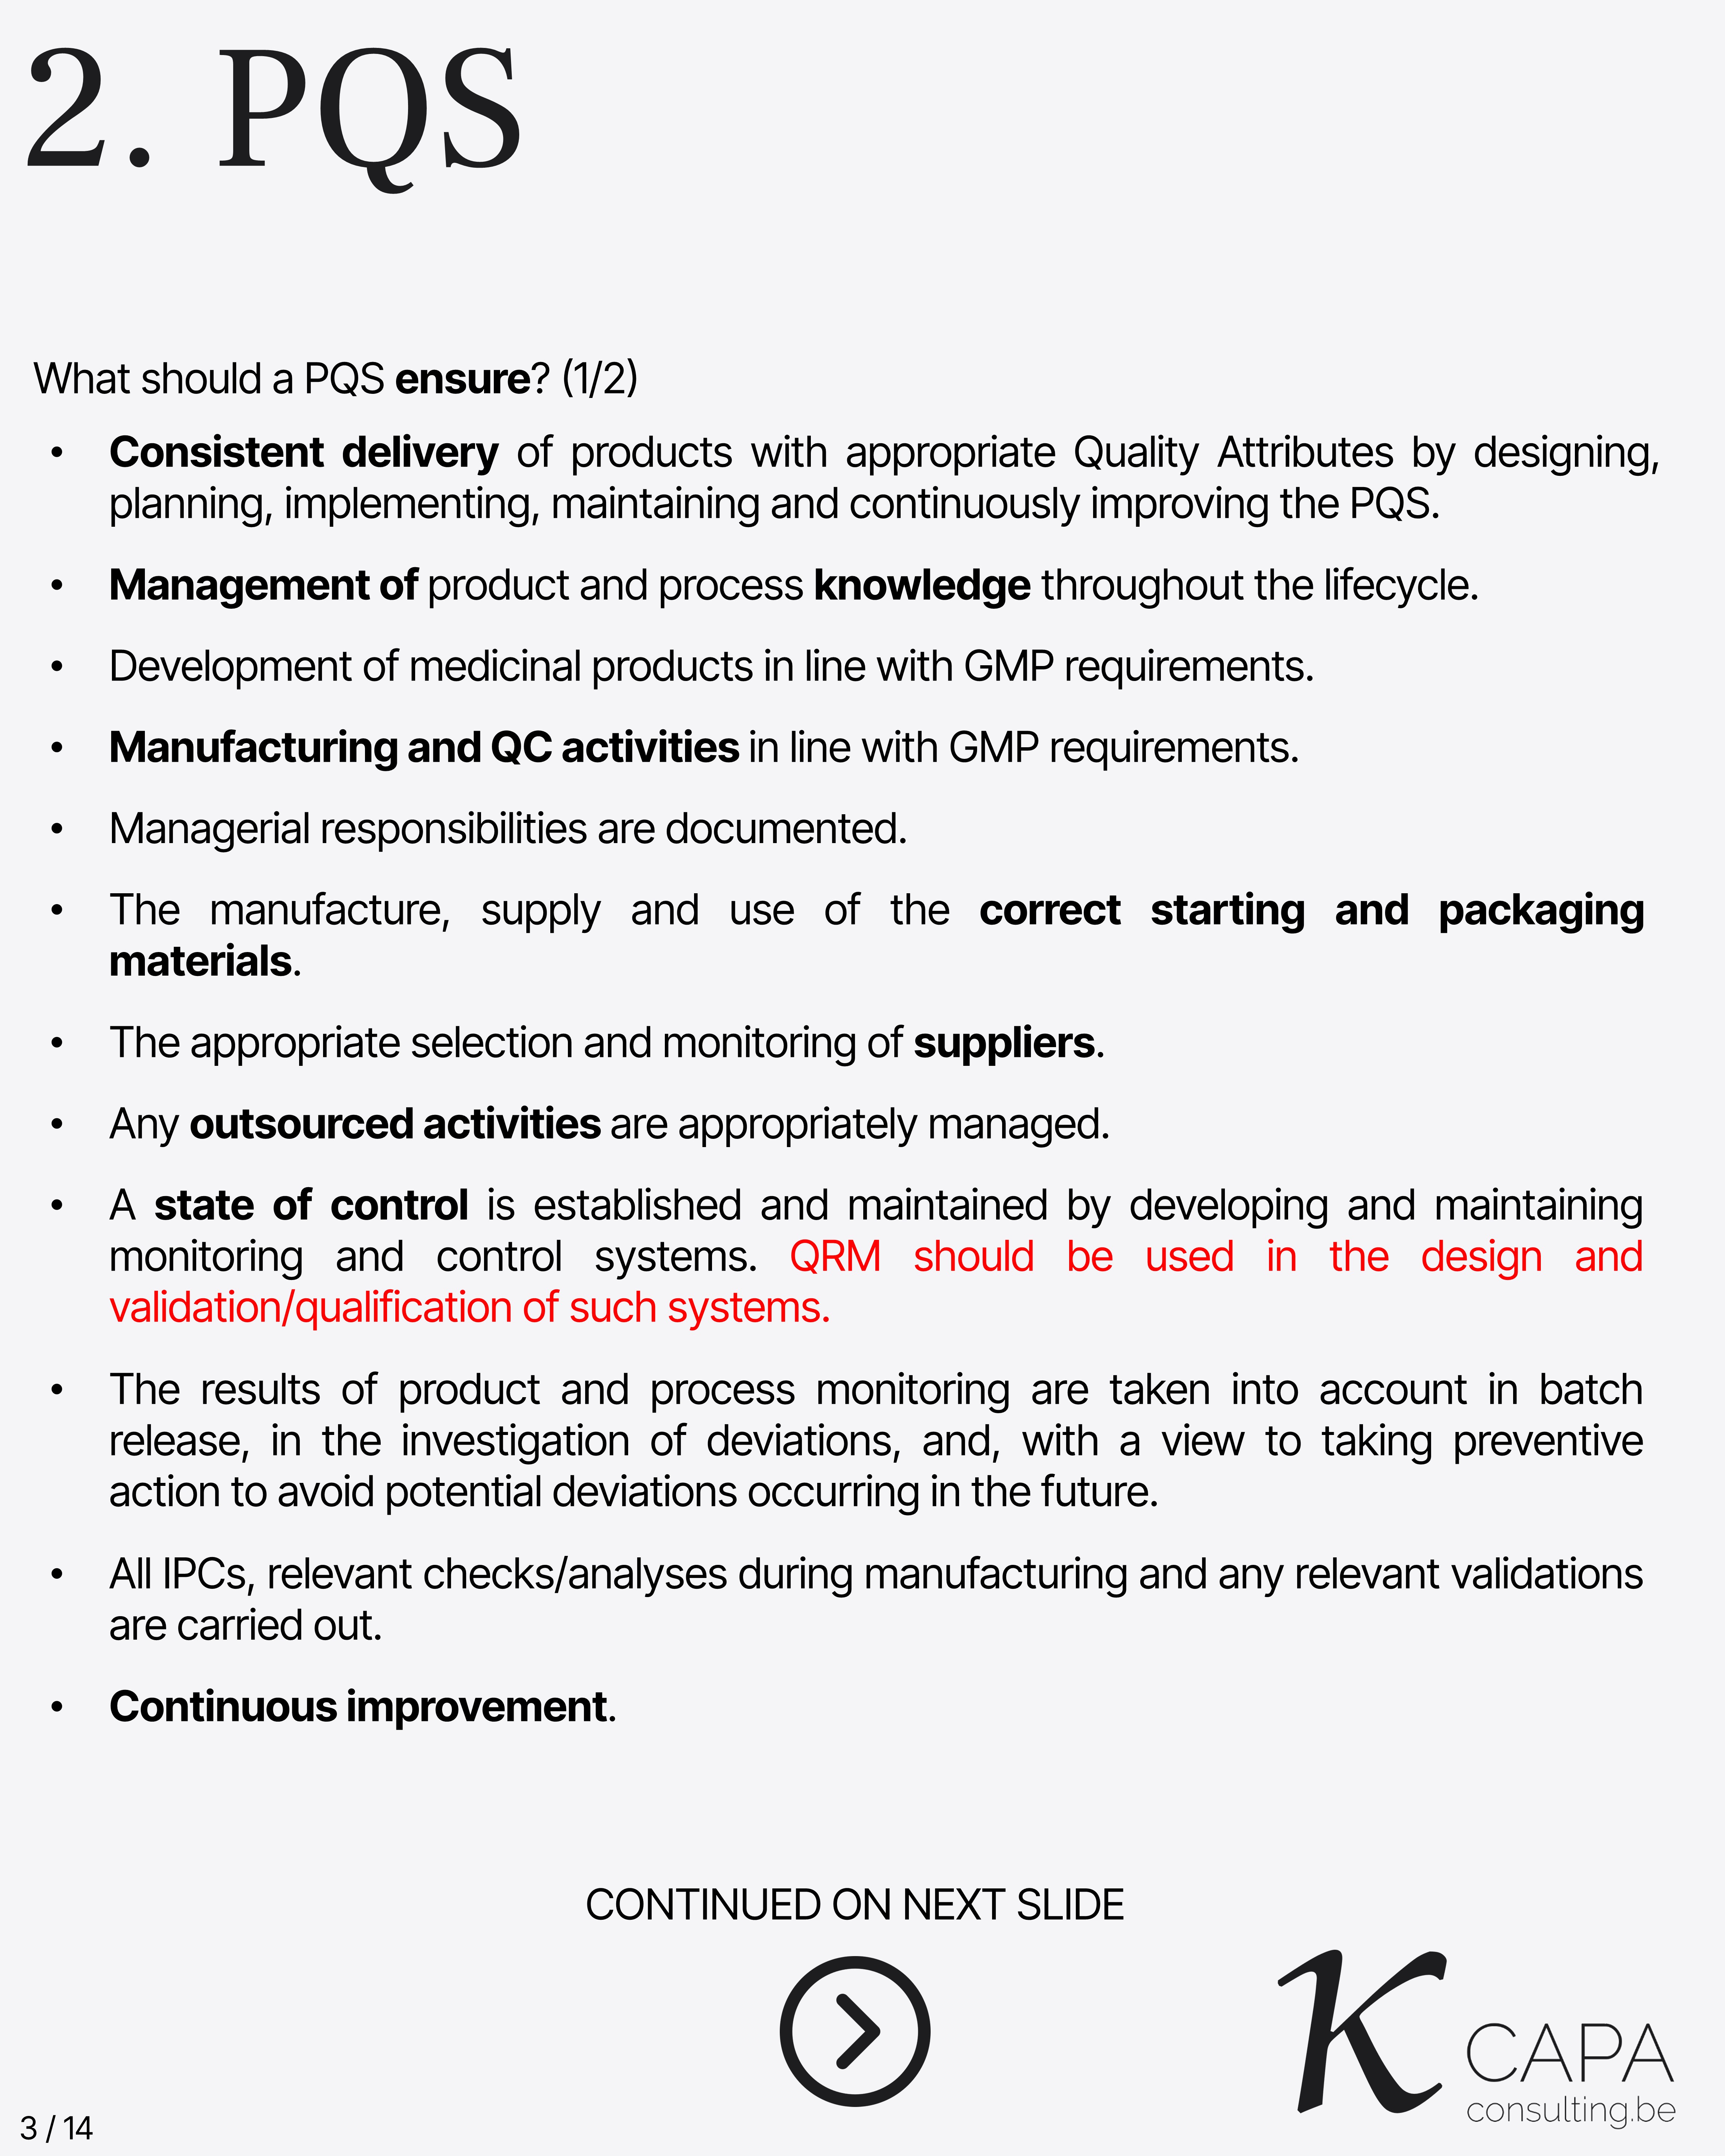 2. PQS
What should a PQS ensure? (1/2)
• Consistent delivery of products with appropriate Quality Attributes by designing,
planning, implementing, maintaining and continuously improving the PQS.
• Management of product and process knowledge throughout the lifecycle.
• Development of medicinal products in line with GMP requirements.
• Manufacturing and QC activities in line with GMP requirements.
• Managerial responsibilities are documented.
• The manufacture, supply and use of the correct starting and packaging
materials.
• The appropriate selection and monitoring of suppliers.
• Any outsourced activities are appropriately managed.
• A state of control is established and maintained by developing and maintaining
monitoring and control systems. QRM should be used in the design and
validation/qualification of such systems.
• The results of product and process monitoring are taken into account in batch
release, in the investigation of deviations, and, with a view to taking preventive
action to avoid potential deviations occurring in the future.
• All IPCs, relevant checks/analyses during manufacturing and any relevant validations
are carried out.
• Continuous improvement.
CONTINUED ON NEXT SLIDE
K CAPA
consulting.be
3 / 14